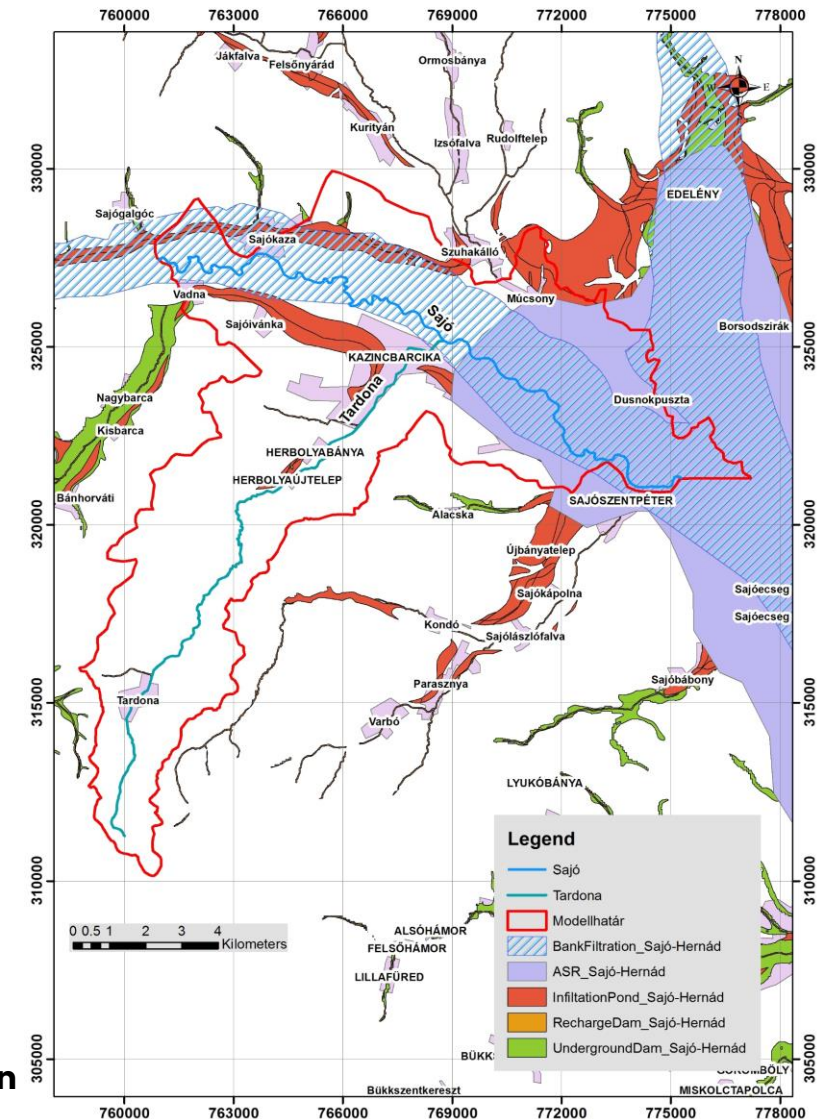 760000 763000 766000 769000 772000 775000 778000
330000
325000
320000
315000
310000
305000
330000
325000
320000
315000
310000
305000
N
W E
Jákfalva
Felsőnyárád
Ormosbánya
Kurityán
Izsófalva
Rudolftelep
EDELÉNY
Sajógalgóc
Sajókaza
Szuhakálló
Vadna
Múcsony
Sajóivánka
Sajó
Borsodszirák
KAZINCBARCIKA
Tardona
Nagybarca
Dusnokpuszta
Kisbarca
HERBOLYABÁNYA
HERBOLYAÚJTELEP
Bánhorváti
SAJÓSZENTPÉTER
Alacska
Újbányatelep
Sajókápolna
Sajóecseg
Sajóecseg
Kondó
Sajólászlófalva
Parasznya
Sajóbábony
Tardona
Varbó
LYUKÓBÁNYA
Legend
Sajó
Tardona
Modellhatár
BankFiltration_Sajó-Hernád
ASR_Sajó-Hernád
InfiltationPond_Sajó-Hernád
RechargeDam_Sajó-Hernád
UndergroundDam_Sajó-Hernád
0 0.5 1 2 3 4
Kilometers
ALSÓHÁMOR
FELSŐHÁMOR
LILLAFÜRED
BÜKKS
Bükkszentkereszt
MISKOLCTAPOLCA
n
760000 763000 766000 769000 772000 775000 778000